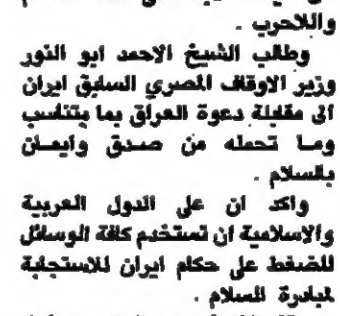 واللاحرب .
وطالب الشيخ الاحمد ابو النور
وزير الاوقاف المصري السابق ايران
الى مقابلة دعوة العراق بما يتناسب
وما تحمله من صدق وايمان
بالسلام .
واكد ان على الدول العربية
والاسلامية ان تستخدم كافة الوسائل
للضغط على حكام ايران للاستجابة
لمبادرة السلام .